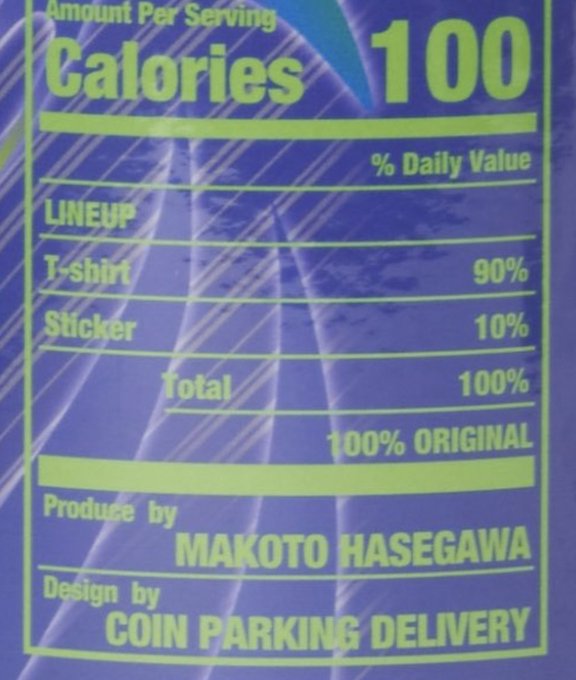 Amount Per Serving
Calories 100
% Daily Value
LINEUP
T-shirt 90%
Sticker 10%
Total 100%
100% ORIGINAL
Produce by
MAKOTO HASEGAWA
Design by
COIN PARKING DELIVERY